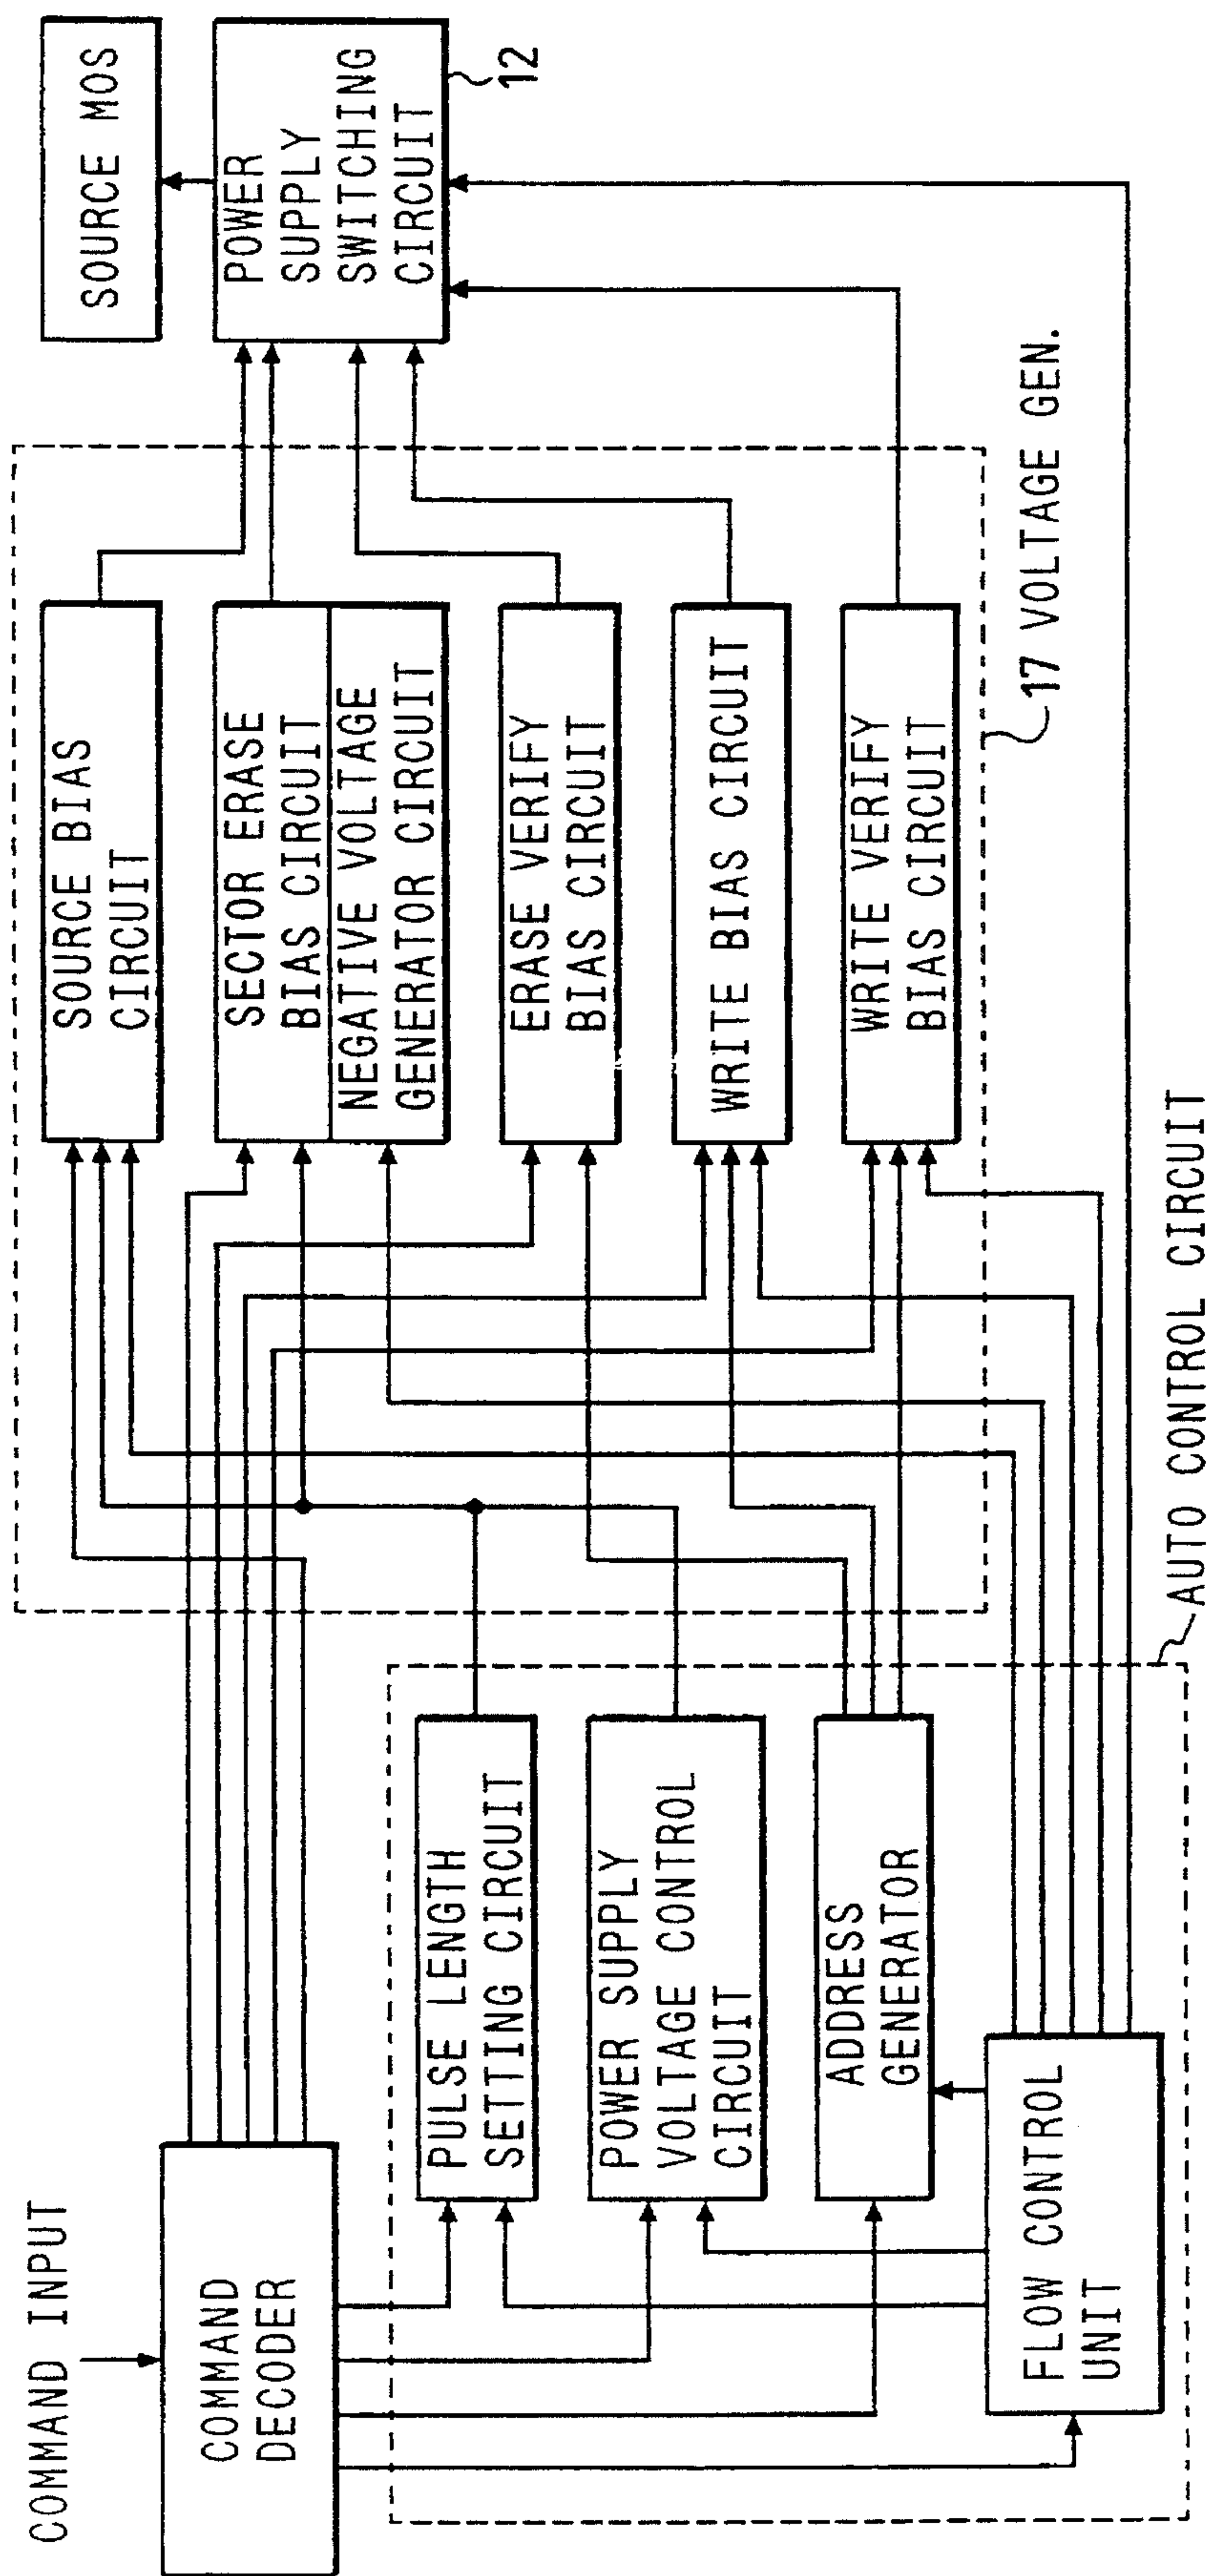 COMMAND INPUT
COMMAND
DECODER
PULSE LENGTH
SETTING CIRCUIT
POWER SUPPLY
VOLTAGE CONTROL
CIRCUIT
ADDRESS
GENERATOR
FLOW CONTROL
UNIT
AUTO CONTROL CIRCUIT
SOURCE BIAS
CIRCUIT
SECTOR ERASE
BIAS CIRCUIT
NEGATIVE VOLTAGE
GENERATOR CIRCUIT
ERASE VERIFY
BIAS CIRCUIT
WRITE BIAS CIRCUIT
WRITE VERIFY
BIAS CIRCUIT
17 VOLTAGE GEN.
SOURCE MOS
POWER
SUPPLY
SWITCHING
CIRCUIT
12